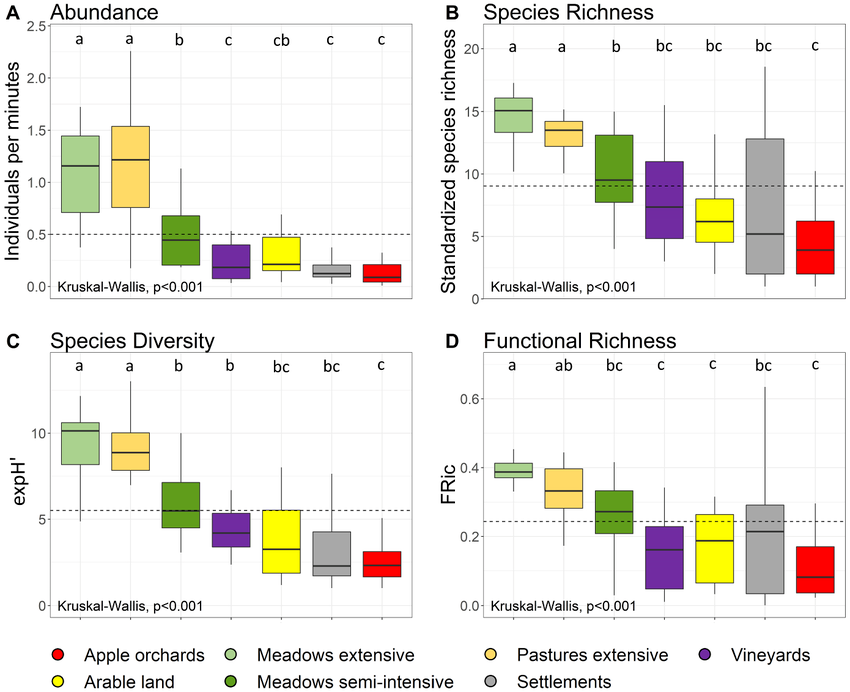 A Abundance
Individuals per minutes
2.5
2.0
1.5
1.0
0.5
0.0
a a b c cb c c
Kruskal-Wallis, p<0.001
B Species Richness
Standardized species richness
20
15
10
5
0
a a b bc bc bc c
Kruskal-Wallis, p<0.001
C Species Diversity
expH'
10
5
0
a a b b bc bc c
Kruskal-Wallis, p<0.001
D Functional Richness
FRic
0.6
0.4
0.2
0.0
a ab bc c c bc c
Kruskal-Wallis, p<0.001
Apple orchards Meadows extensive Pastures extensive Vineyards
Arable land Meadows semi-intensive Settlements